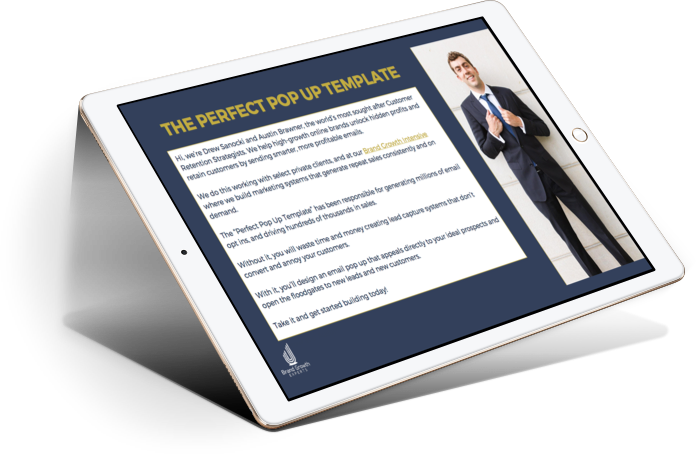 THE PERFECT POP UP TEMPLATE
Hi, we're Drew Sanocki and Austin Brawner, the world's most sought after Customer
Retention Strategists. We help high-growth online brands unlock hidden profits and
retain customers by sending smarter, more profitable emails.
We do this working with select private clients, and at our Brand Growth Intensive
where we build marketing systems that generate repeat sales consistently and on
demand.
The "Perfect Pop Up Template" has been responsible for generating millions of email
opt ins, and driving hundreds of thousands in sales.
Without it, you will waste time and money creating lead capture systems that don't
convert and annoy your customers.
With it, you'll design an email pop up that appeals directly to your ideal prospects and
open the floodgates to new leads and new customers.
Take it and get started building today!
Brand Growth
EXPERTS